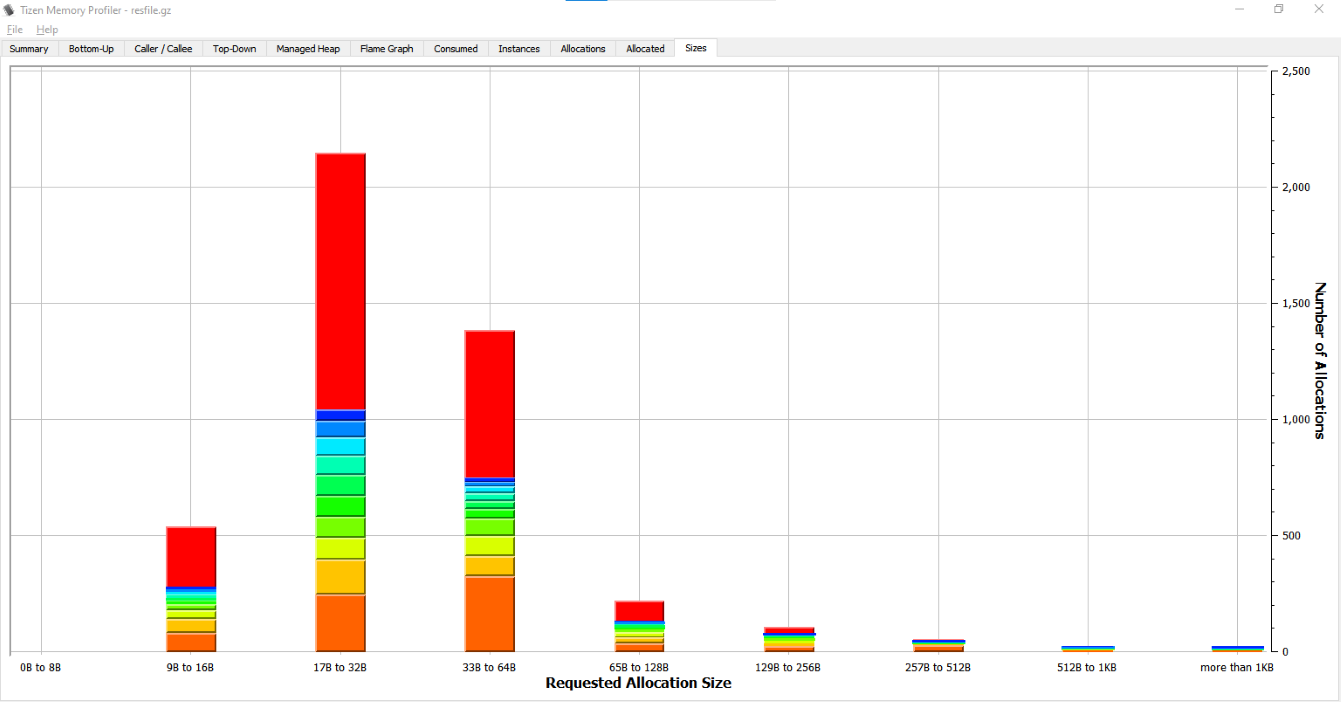 Tizen Memory Profiler - resfile.gz
File Help
Summary Bottom-Up Caller / Callee Top-Down Managed Heap Flame Graph Consumed Instances Allocations Allocated Sizes
2,500
2,000
1,500
1,000
500
0
Number of Allocations
0B to 8B 9B to 16B 17B to 32B 33B to 64B 65B to 128B 129B to 256B 257B to 512B 512B to 1KB more than 1KB
Requested Allocation Size